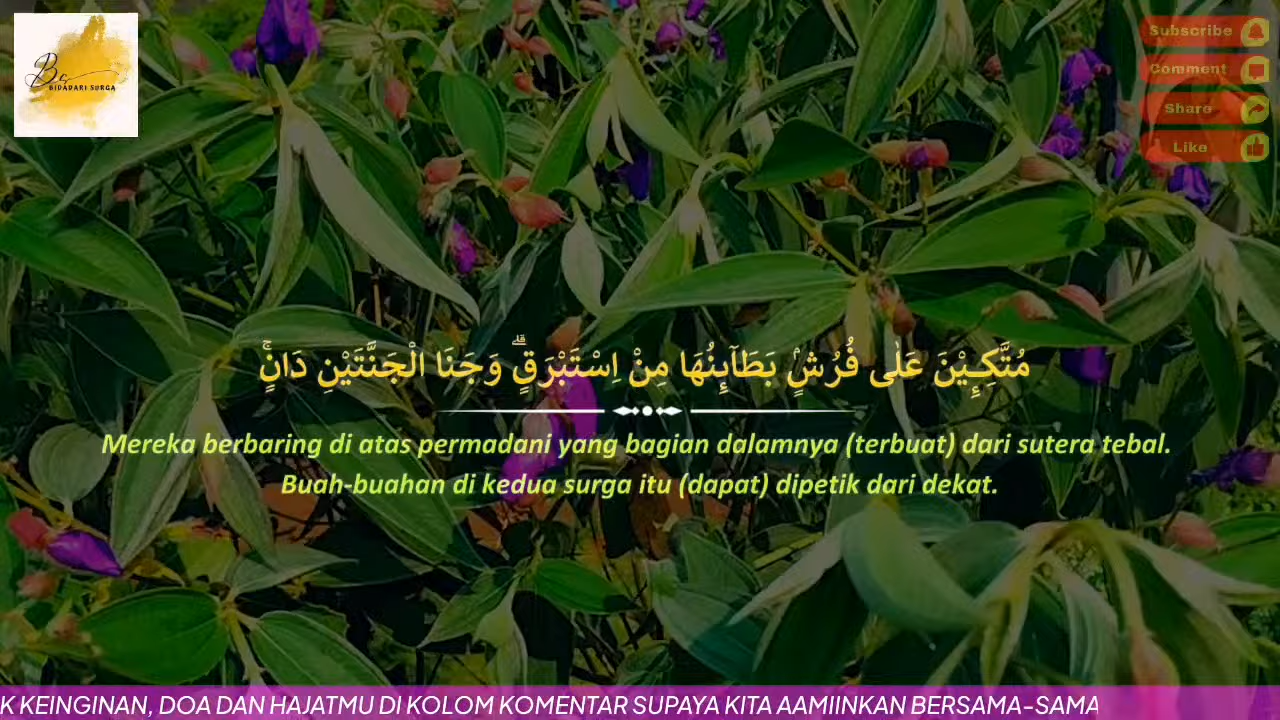 Bs
BIDADARI SURGA
Subscribe
Comment
Share
Like
مُتَّكِـِٕيْنَ عَلٰى فُرُشٍۢ بَطَاۤىِٕنُهَا مِنْ اِسْتَبْرَقٍۗ وَجَنَا الْجَنَّتَيْنِ دَانٍۚ
Mereka berbaring di atas permadani yang bagian dalamnya (terbuat) dari sutera tebal.
Buah-buahan di kedua surga itu (dapat) dipetik dari dekat.
K KEINGINAN, DOA DAN HAJATMU DI KOLOM KOMENTAR SUPAYA KITA AAMIINKAN BERSAMA-SAMA